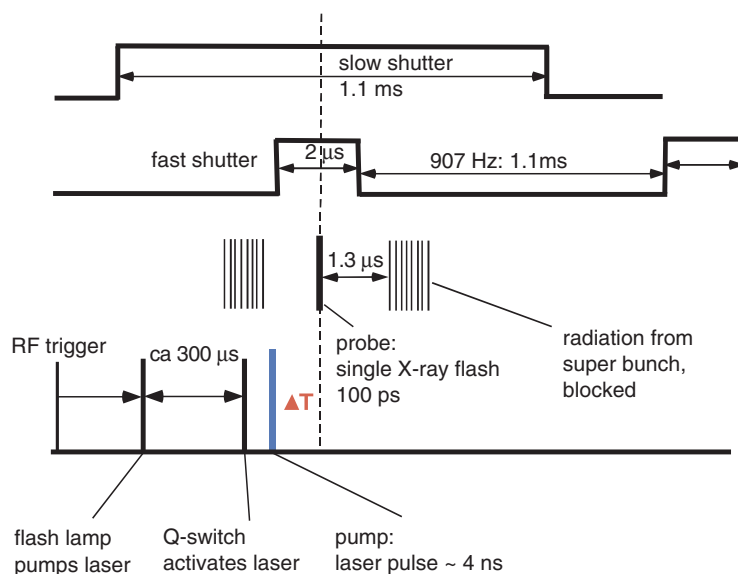 slow shutter
1.1 ms
fast shutter
2 μs
907 Hz: 1.1ms
1.3 μs
RF trigger
ca 300 μs
ΔT
probe:
single X-ray flash
100 ps
radiation from
super bunch,
blocked
flash lamp
pumps laser
Q-switch
activates laser
pump:
laser pulse ~ 4 ns